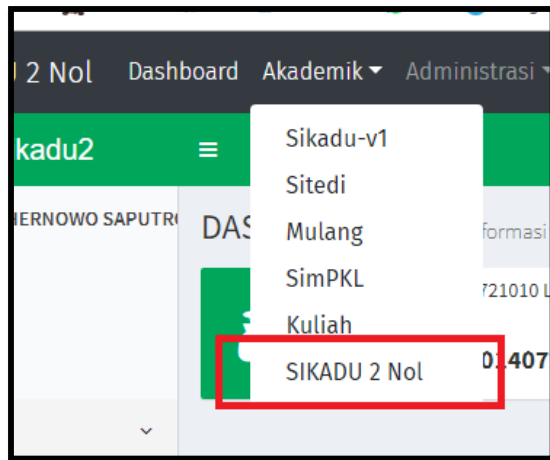 2 Nol Dashboard Akademik Administrasi
kadu2
Sikadu-v1
Sitedi
HERNOWO SAPUTR
DAS
Mulang
formasi
SimPKL
721010 L
Kuliah
SIKADU 2 Nol
01407